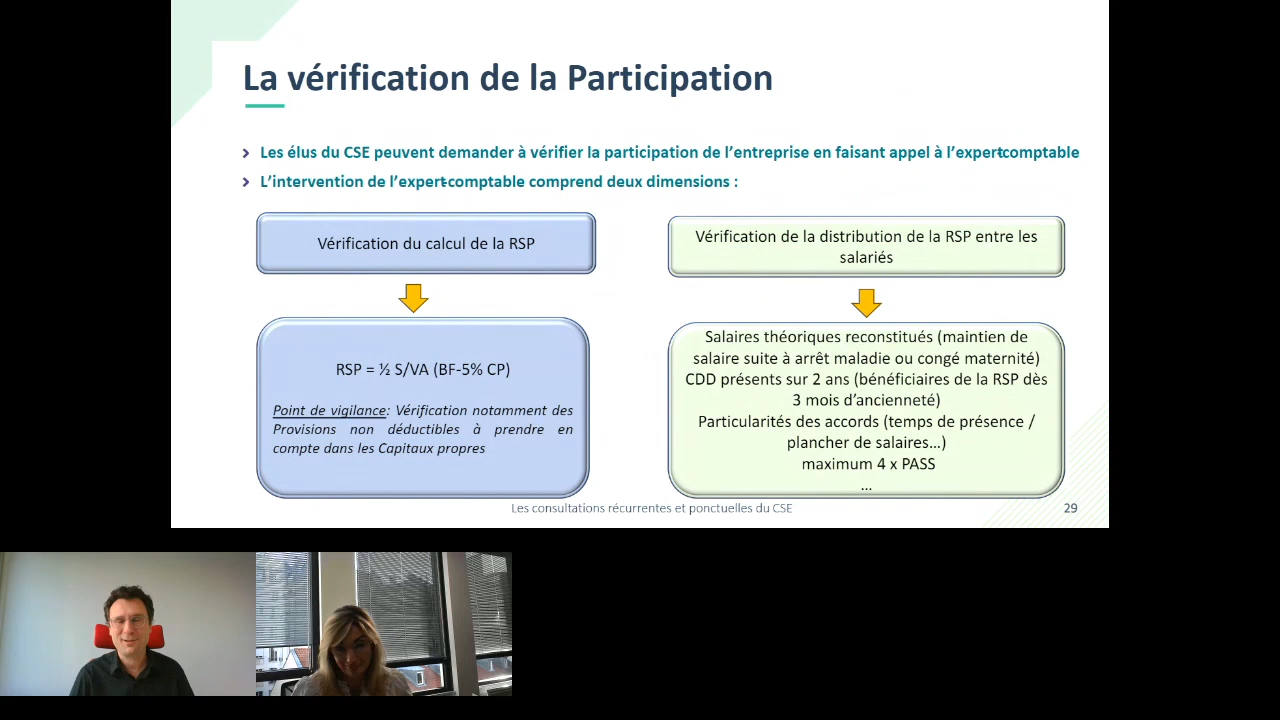 La vérification de la Participation
Les élus du CSE peuvent demander à vérifier la participation de l’entreprise en faisant appel à l’expert-comptable
L’intervention de l’expert-comptable comprend deux dimensions :
Vérification du calcul de la RSP
RSP = ½ S/VA (BF-5% CP)
Point de vigilance: Vérification notamment des
Provisions non déductibles à prendre en
compte dans les Capitaux propres
Vérification de la distribution de la RSP entre les
salariés
Salaires théoriques reconstitués (maintien de
salaire suite à arrêt maladie ou congé maternité)
CDD présents sur 2 ans (bénéficiaires de la RSP dès
3 mois d’ancienneté)
Particularités des accords (temps de présence /
plancher de salaires…)
maximum 4 x PASS
…
Les consultations récurrentes et ponctuelles du CSE
29